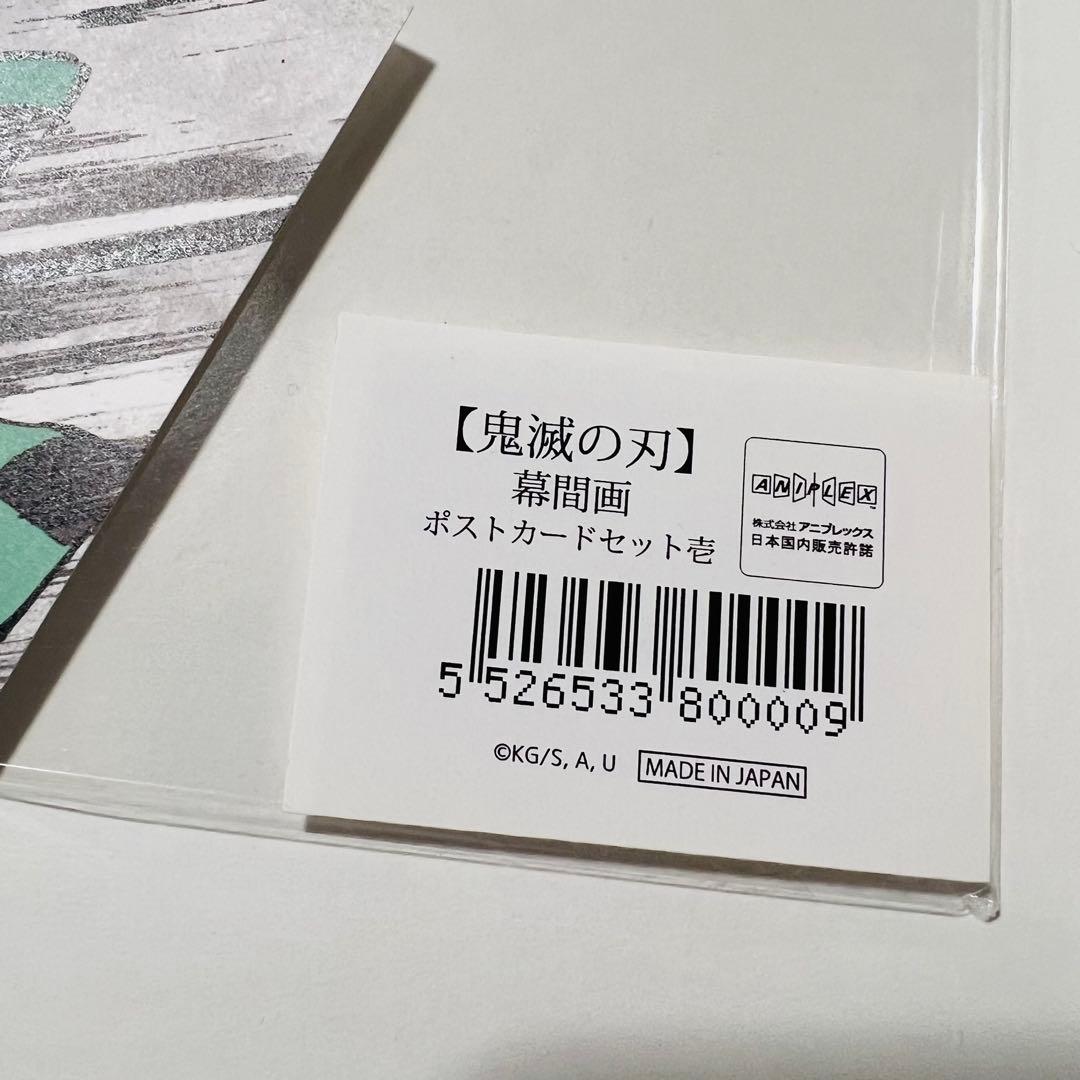 【鬼滅の刃】
幕間画
ポストカードセット壱
ANIPLEX™
株式会社アニプレックス
日本国内販売許諾
5 526533 800009
©KG/S, A, U
MADE IN JAPAN